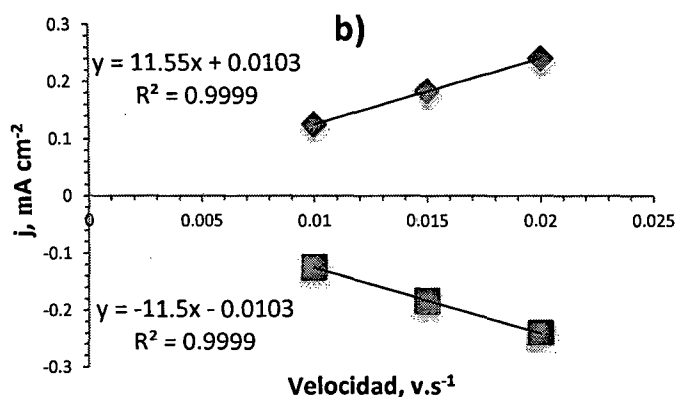 b)
0.3
y = 11.55x + 0.0103
R² = 0.9999
0.2
0.1
j, mA cm⁻²
0
0 0.005 0.01 0.015 0.02 0.025
-0.1
y = -11.5x - 0.0103
R² = 0.9999
-0.2
-0.3
Velocidad, v.s⁻¹